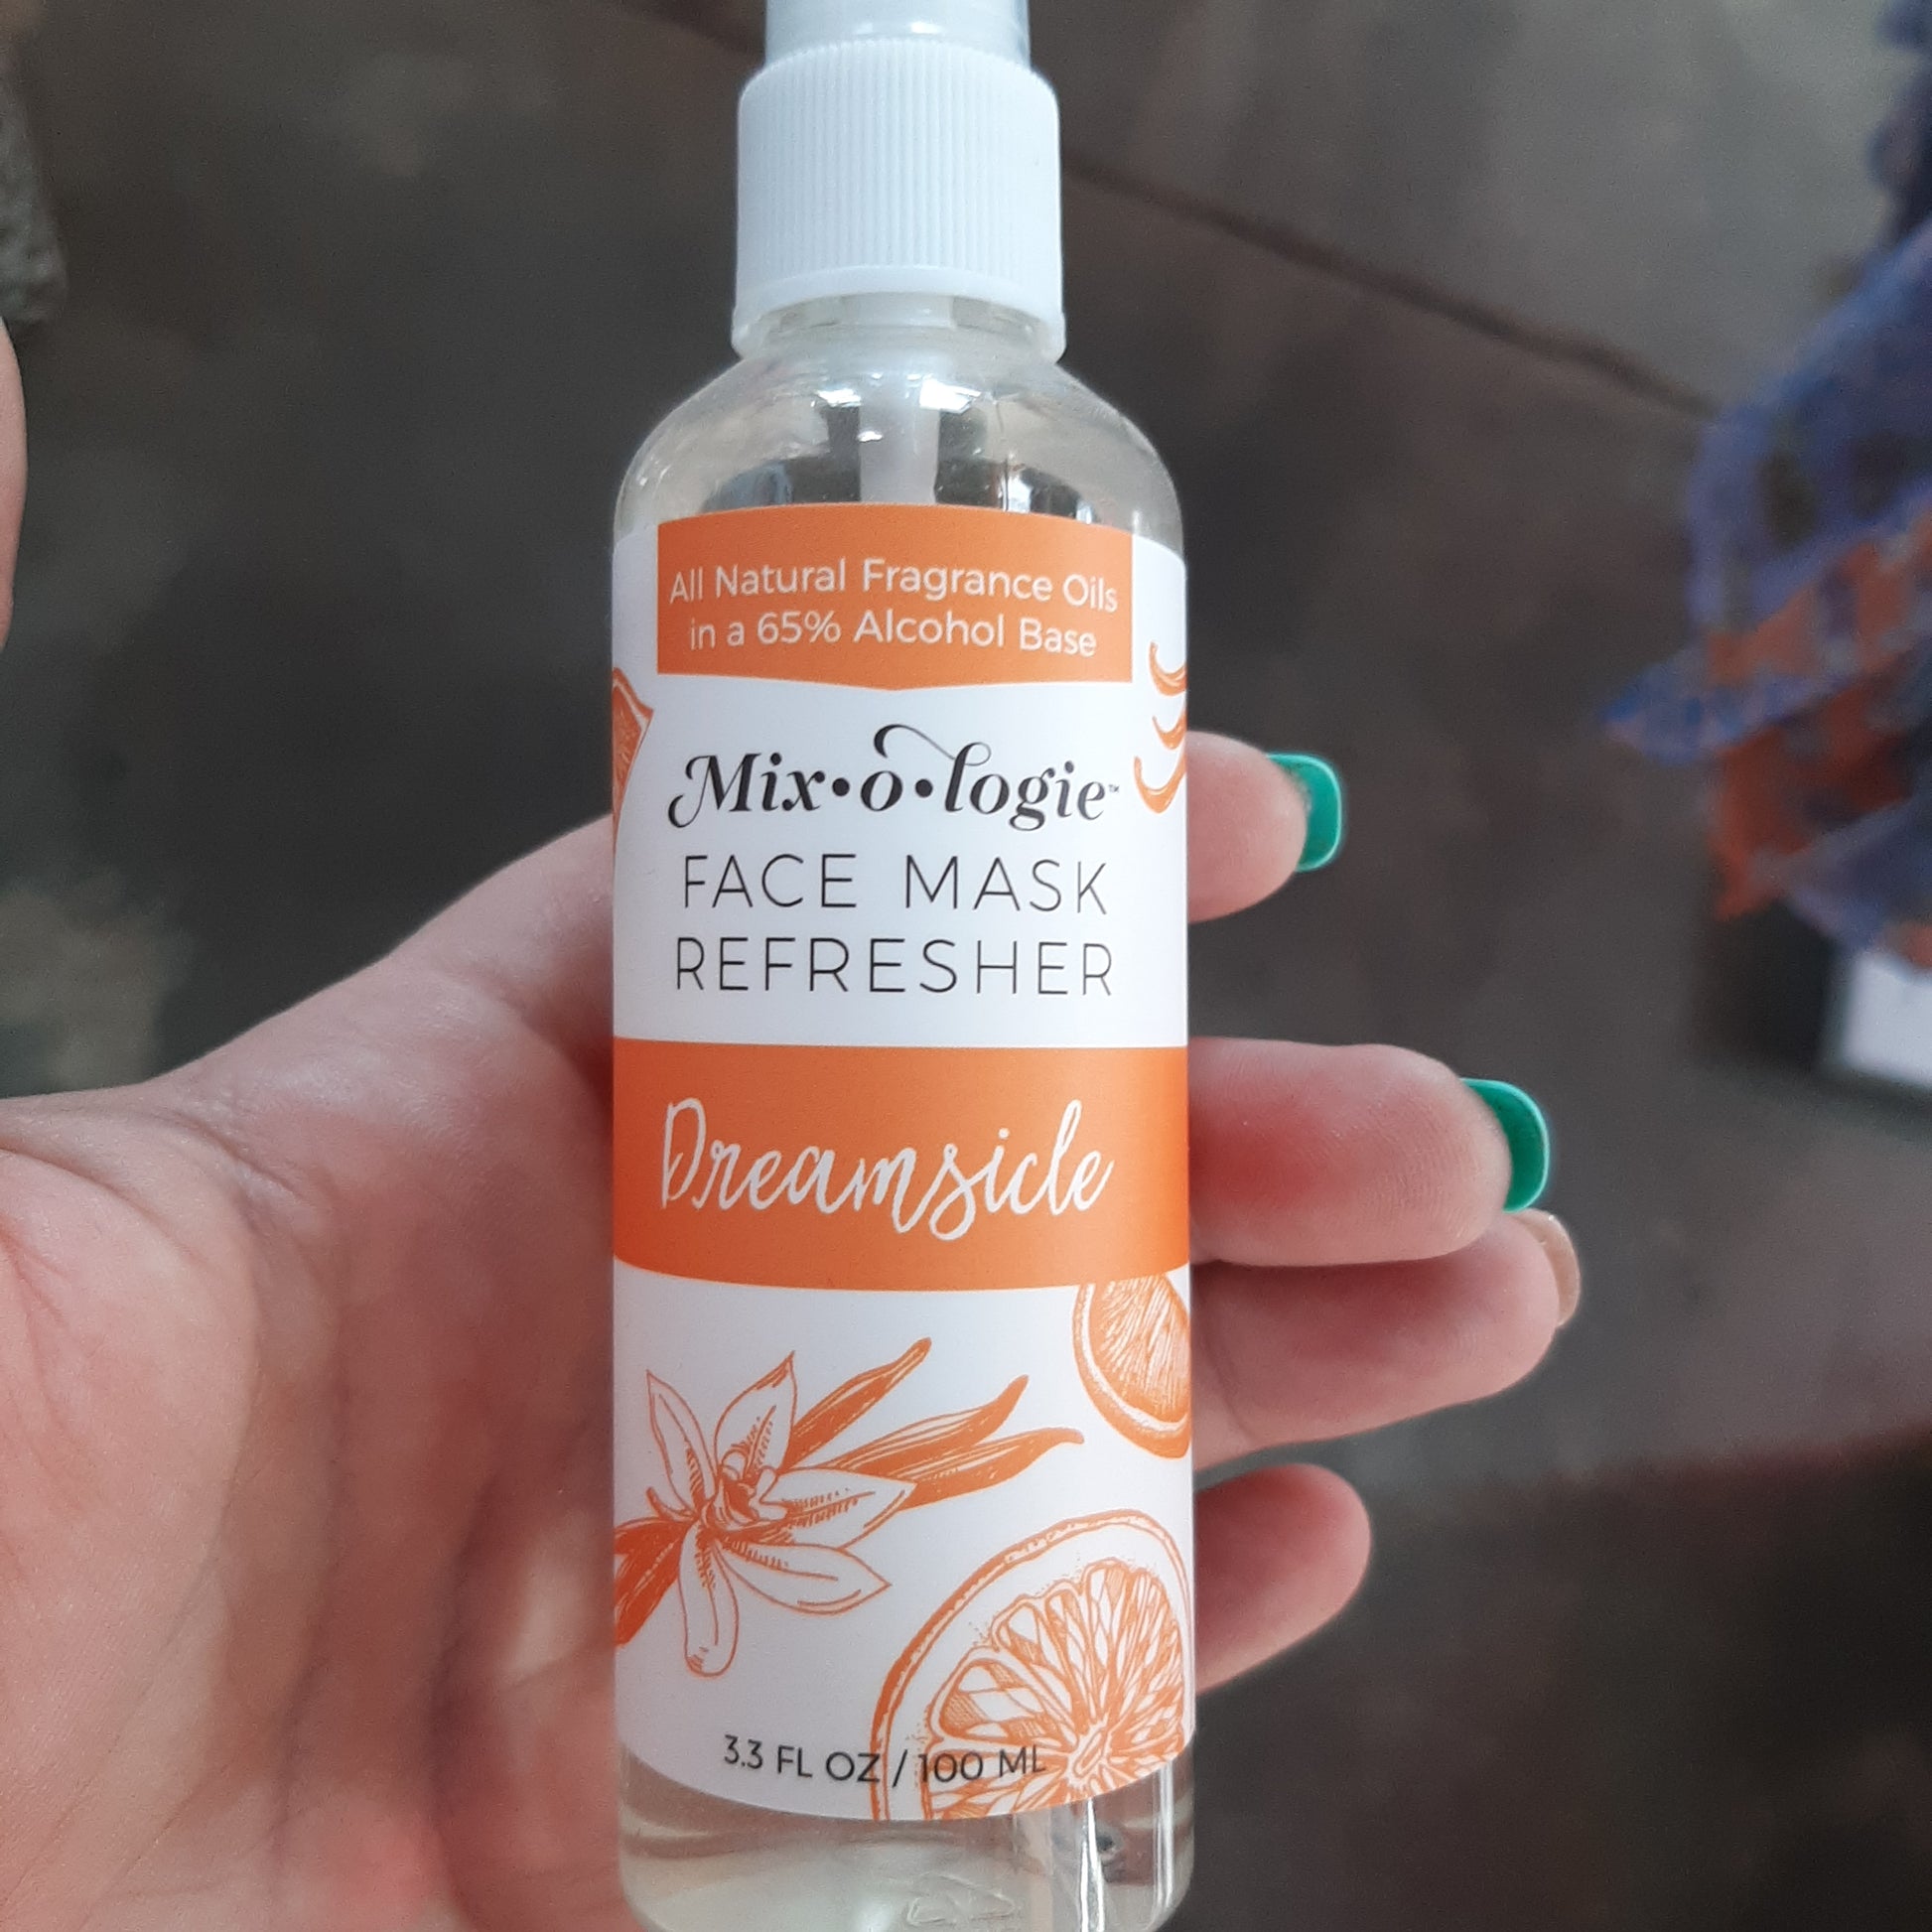 All Natural Fragrance Oils
in a 65% Alcohol Base
Mix•o•logie™
FACE MASK
REFRESHER
Dreamsicle
3.3 FL OZ / 100 ML